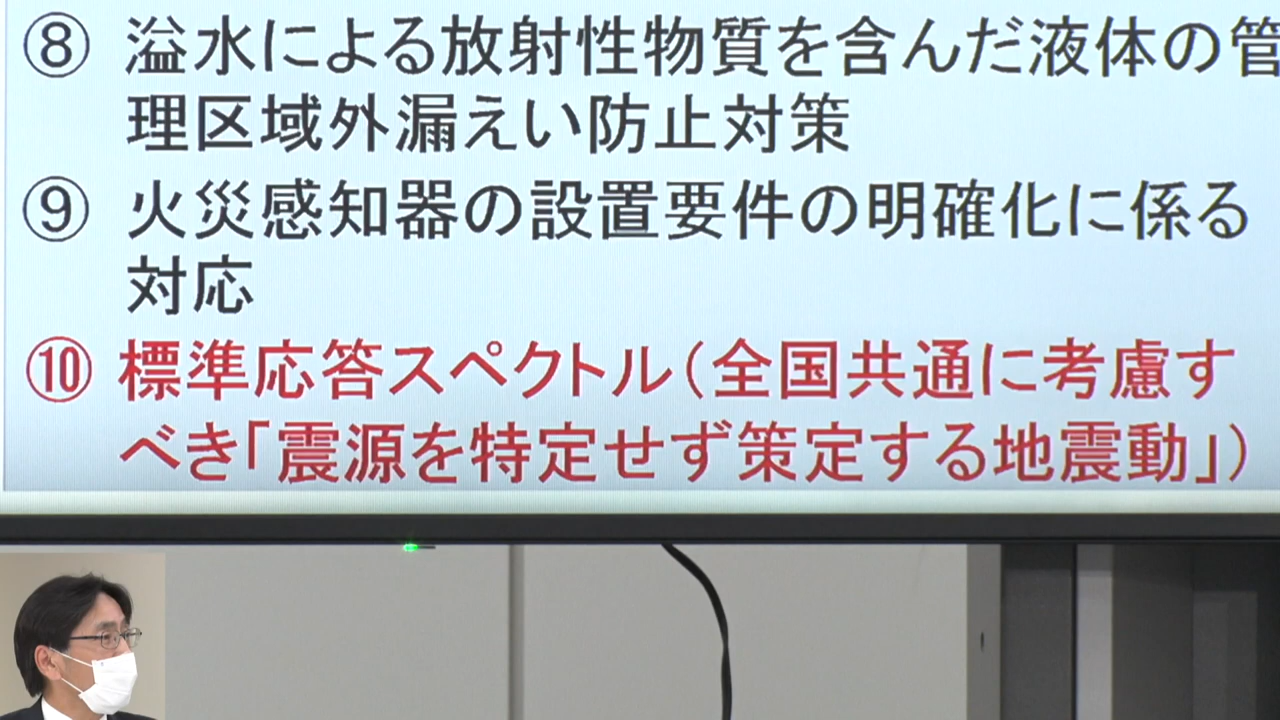 ⑧ 溢水による放射性物質を含んだ液体の管
理区域外漏えい防止対策
⑨ 火災感知器の設置要件の明確化に係る
対応
⑩ 標準応答スペクトル(全国共通に考慮す
べき「震源を特定せず策定する地震動」)